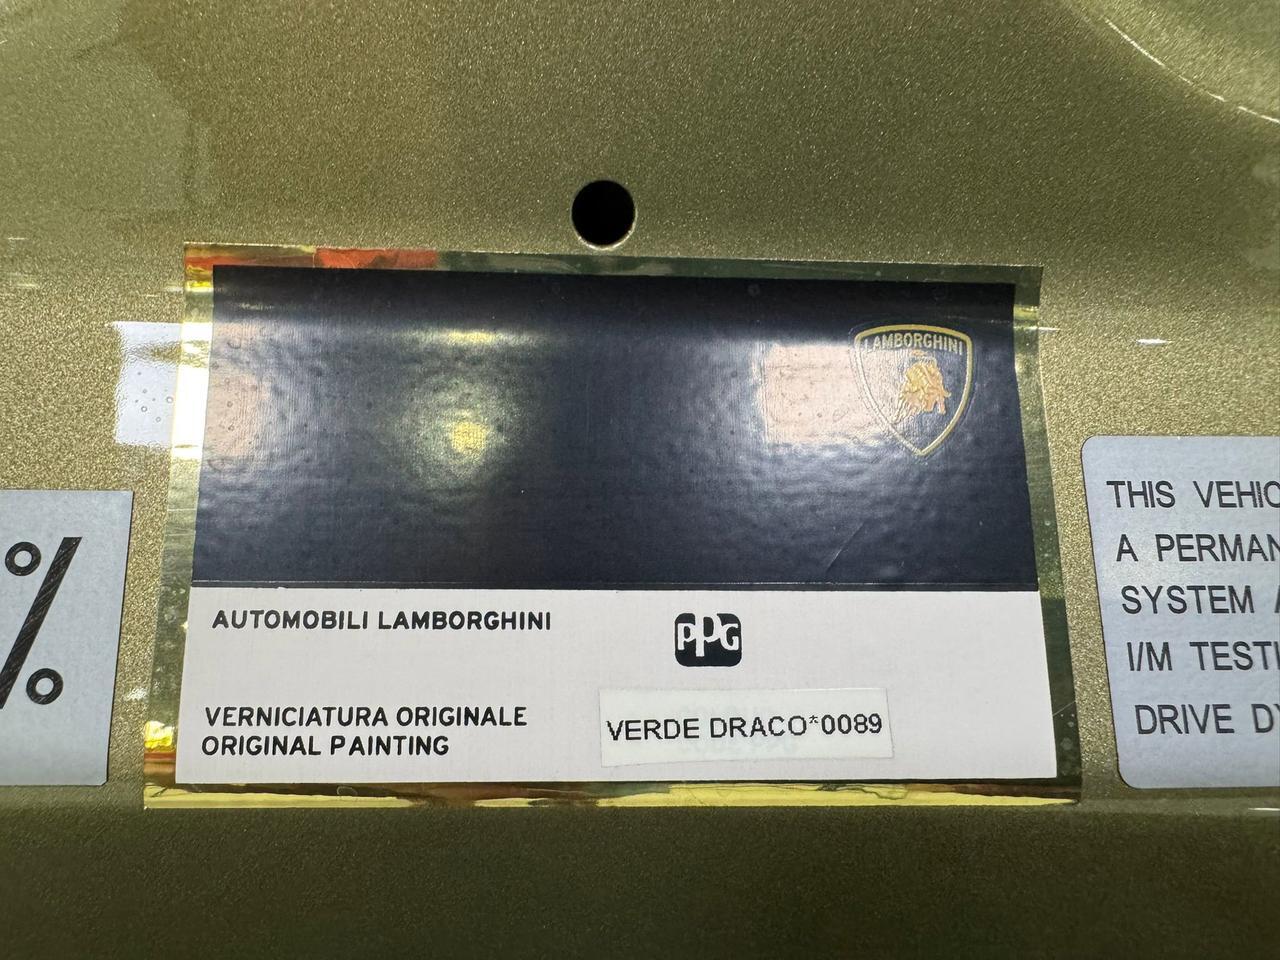 LAMBORGHINI
%
AUTOMOBILI LAMBORGHINI
PPG
VERNICIATURA ORIGINALE
ORIGINAL PAINTING
VERDE DRACO*0089
THIS VEHIC
A PERMAN
SYSTEM
I/M TESTI
DRIVE DY